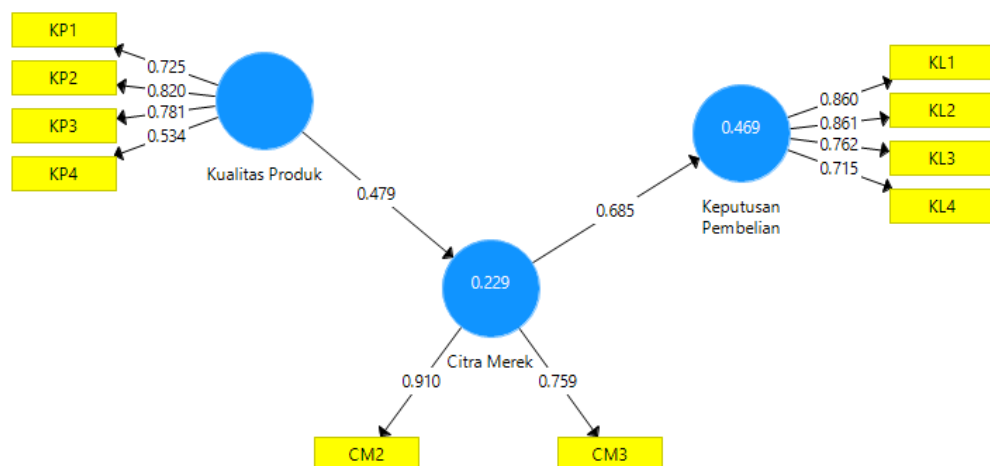 KP1
KP2
KP3
KP4
0.725
0.820
0.781
0.534
Kualitas Produk
0.479
0.229
Citra Merek
0.910
0.759
CM2
CM3
0.685
0.469
Keputusan
Pembelian
0.860
0.861
0.762
0.715
KL1
KL2
KL3
KL4